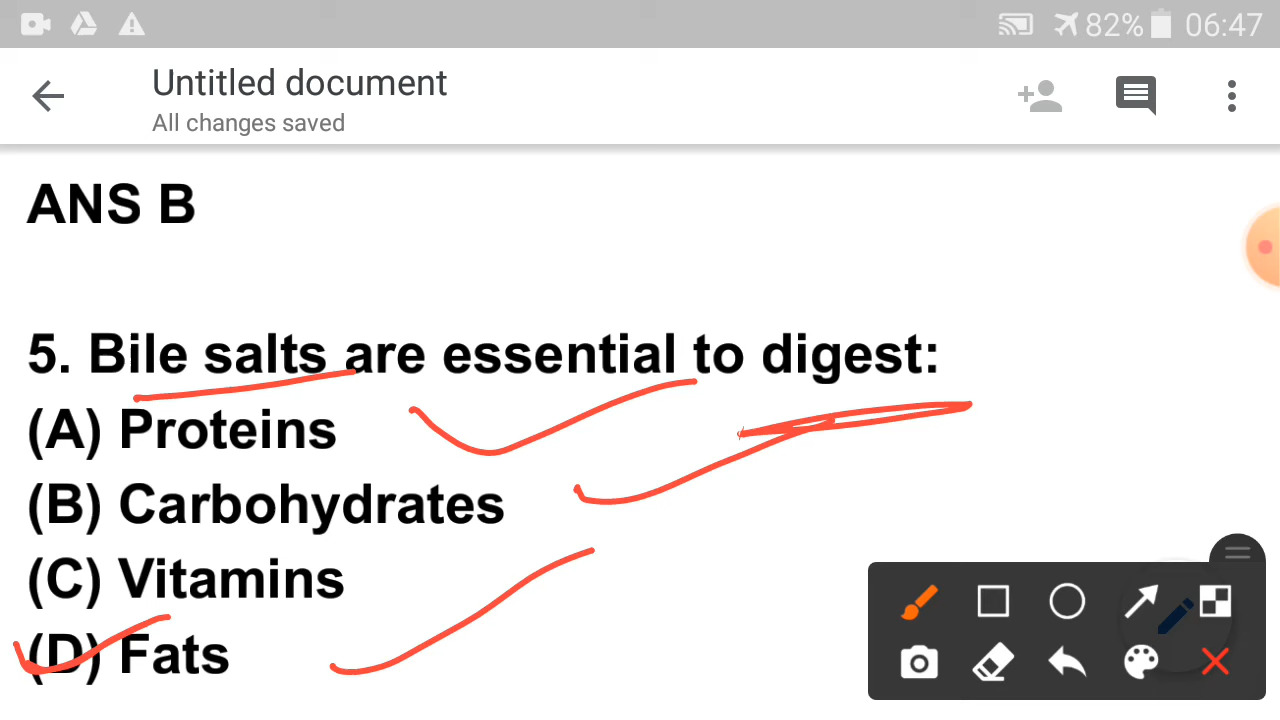 82% 06:47
Untitled document
All changes saved
ANS B
5. Bile salts are essential to digest:
(A) Proteins
(B) Carbohydrates
(C) Vitamins
(D) Fats